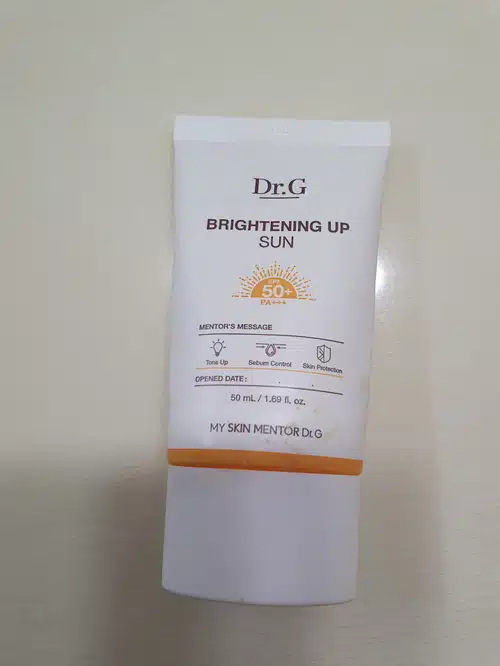 Dr.G
BRIGHTENING UP
SUN
SPF
50+
PA+++
MENTOR'S MESSAGE
Tone Up Sebum Control Skin Protection
OPENED DATE :
50 mL / 1.69 fl. oz.
MY SKIN MENTOR Dr.G